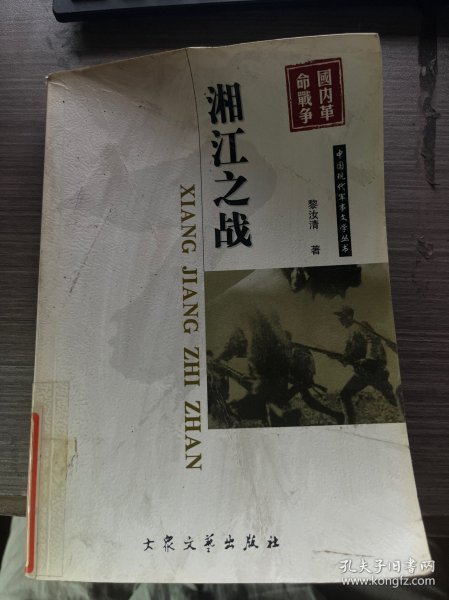 國内革
命戰争
湘江之战
XIANG JIANG ZHI ZHAN
中国现代军事文学丛书
黎汝清 著
大众文艺出版社
孔夫子旧书网
www.kongfz.com